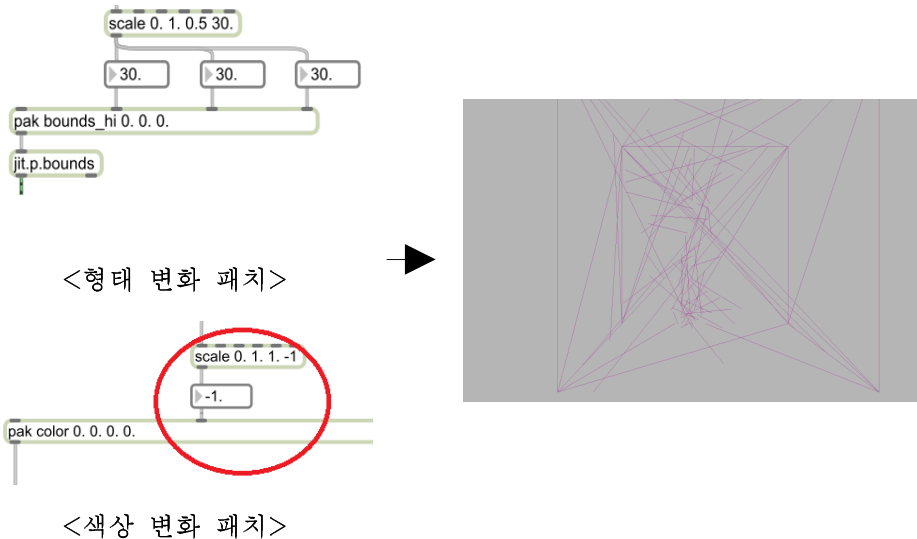 scale 0. 1. 0.5 30.
30. 30. 30.
pak bounds_hi 0. 0. 0.
jit.p.bounds
<형태 변화 패치>
scale 0. 1. 1. -1
-1.
pak color 0. 0. 0. 0.
<색상 변화 패치>